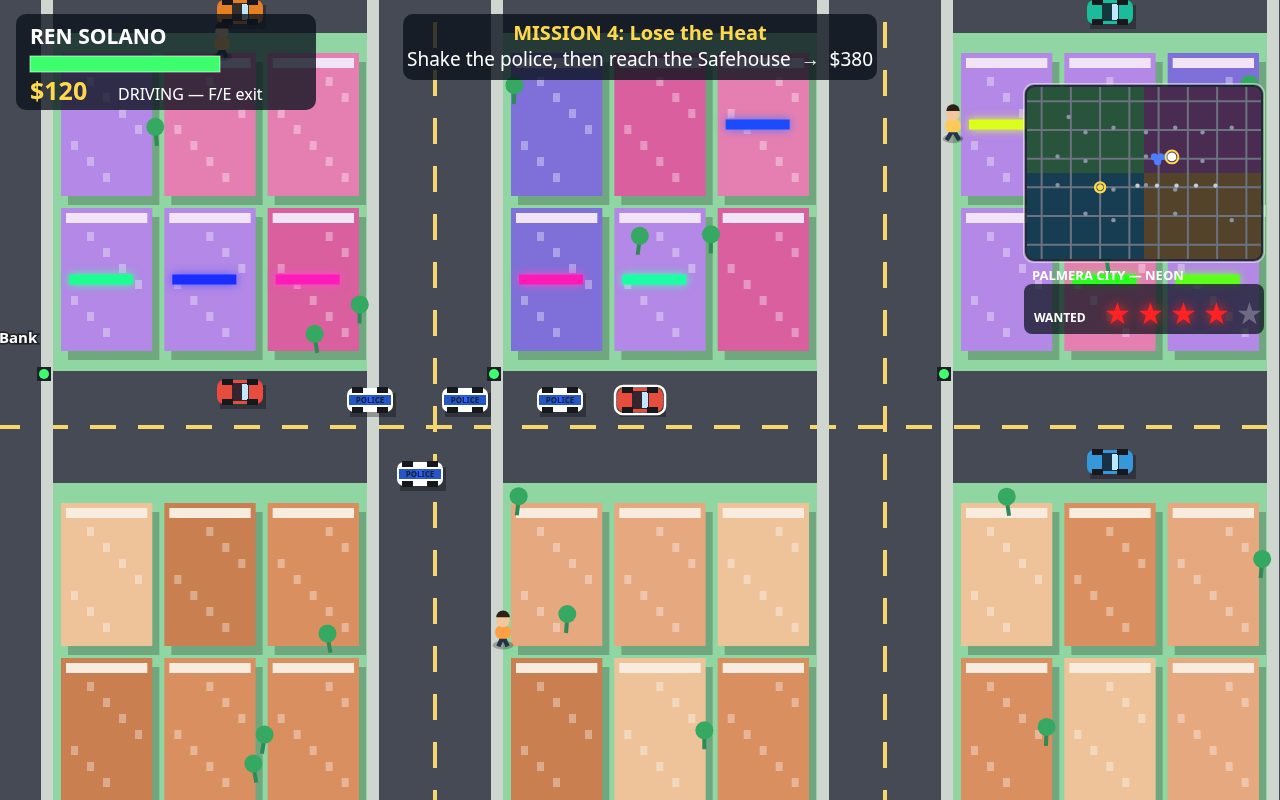 REN SOLANO
$120 DRIVING — F/E exit
MISSION 4: Lose the Heat
Shake the police, then reach the Safehouse → $380
PALMERA CITY — NEON
WANTED
Bank
POLICE
POLICE
POLICE
POLICE